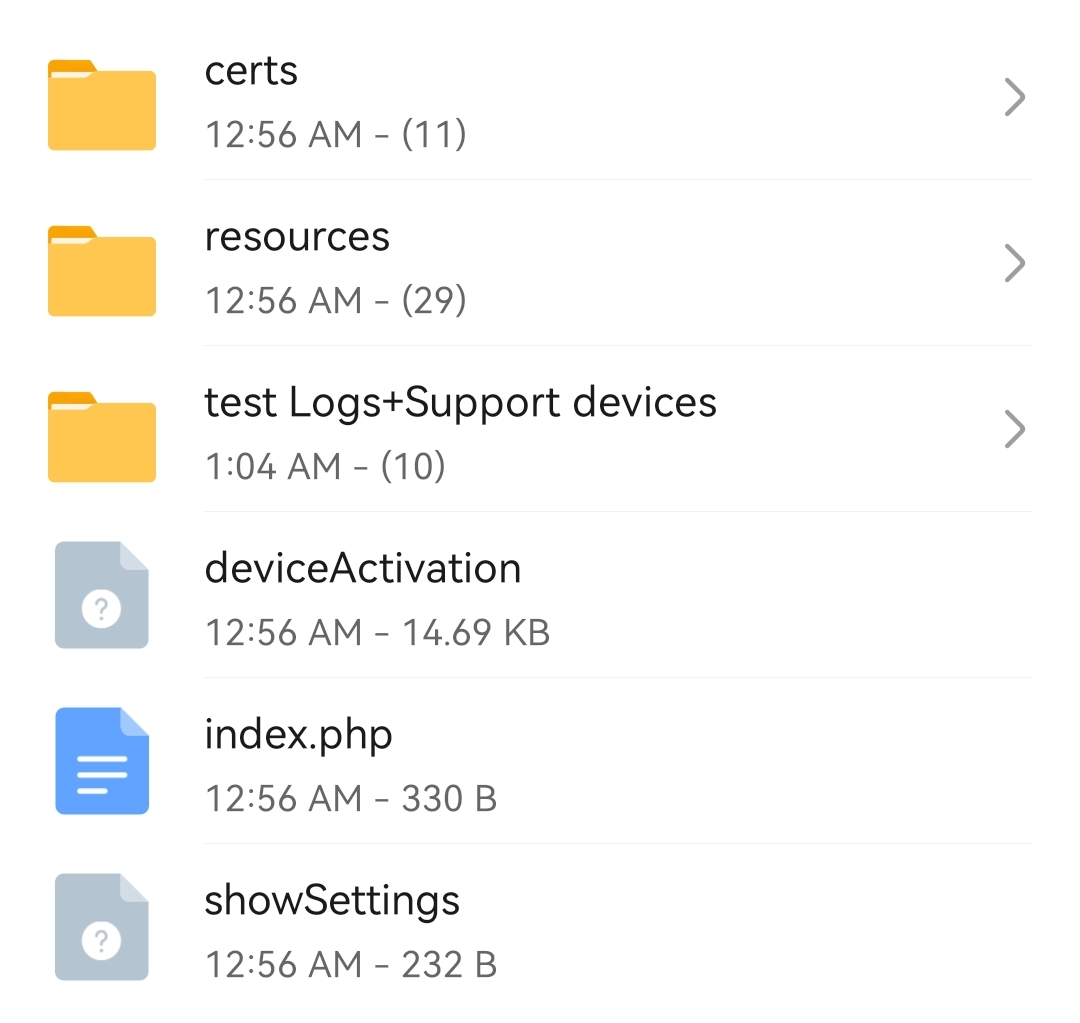 certs
12:56 AM - (11)
resources
12:56 AM - (29)
test Logs+Support devices
1:04 AM - (10)
?
deviceActivation
12:56 AM - 14.69 KB
index.php
12:56 AM - 330 B
?
showSettings
12:56 AM - 232 B